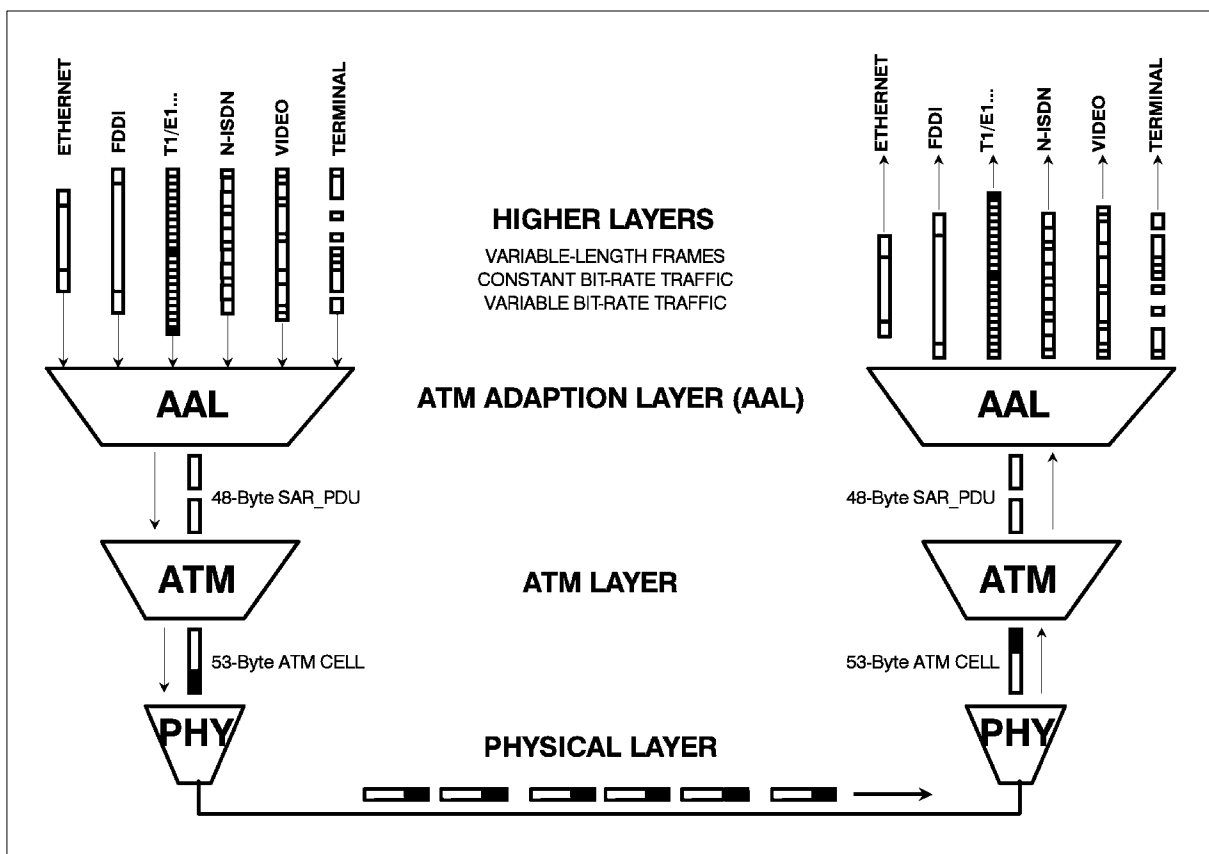 ETHERNET
FDDI
T1/E1...
N-ISDN
VIDEO
TERMINAL
ETHERNET
FDDI
T1/E1...
N-ISDN
VIDEO
TERMINAL
HIGHER LAYERS
VARIABLE-LENGTH FRAMES
CONSTANT BIT-RATE TRAFFIC
VARIABLE BIT-RATE TRAFFIC
AAL
ATM ADAPTION LAYER (AAL)
AAL
48-Byte SAR_PDU
48-Byte SAR_PDU
ATM
ATM LAYER
ATM
53-Byte ATM CELL
53-Byte ATM CELL
PHY
PHYSICAL LAYER
PHY